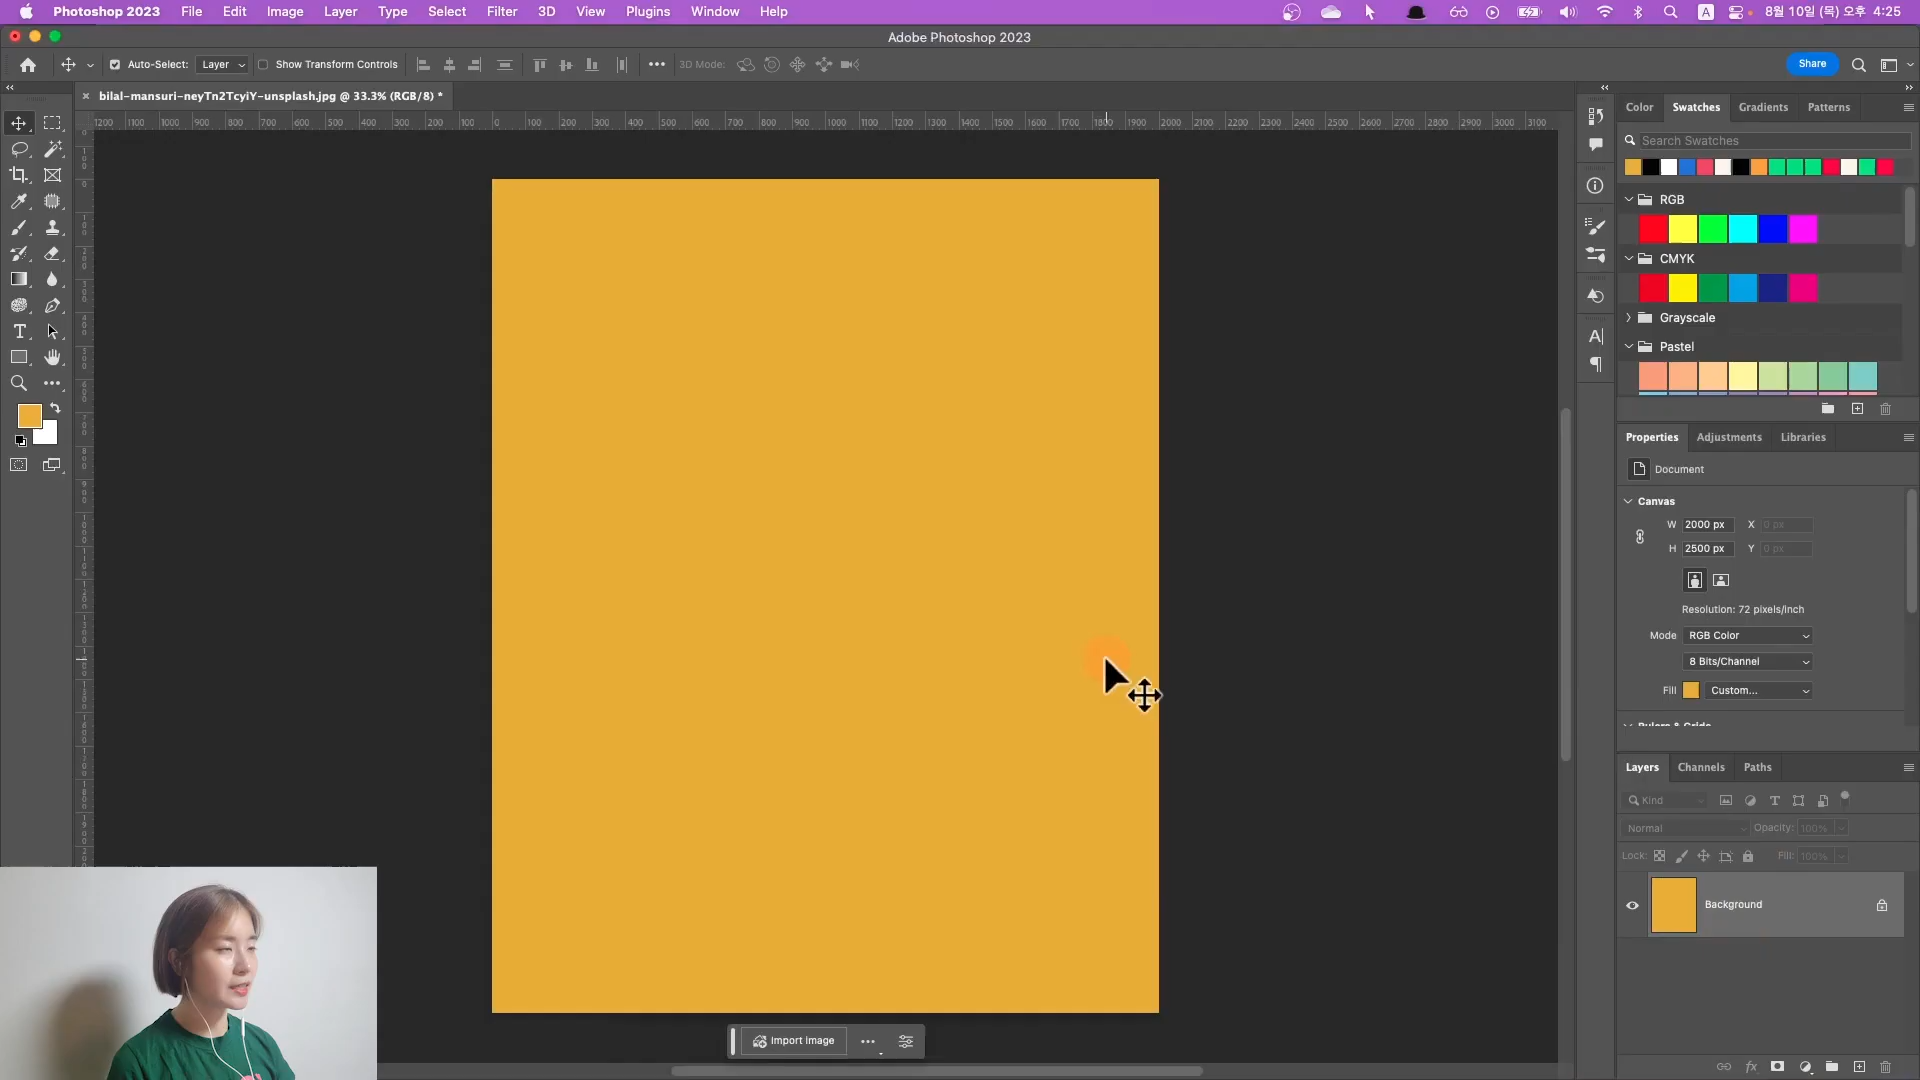 Photoshop 2023 File Edit Image Layer Type Select Filter 3D View Plugins Window Help A 8월 10일 (목) 오후 4:25
Adobe Photoshop 2023
Auto-Select: Layer Show Transform Controls 3D Mode: Share
bilal-mansuri-neyTn2TcyiY-unsplash.jpg @ 33.3% (RGB/8) *
1200 1100 1000 900 800 700 600 500 400 300 200 100 0 100 200 300 400 500 600 700 800 900 1000 1100 1200 1300 1400 1500 1600 1700 1800 1900 2000 2100 2200 2300 2400 2500 2600 2700 2800 2900 3000 3100
Color Swatches Gradients Patterns
Search Swatches
RGB
CMYK
Grayscale
Pastel
Properties Adjustments Libraries
Document
Canvas
W 2000 px X 0 px
H 2500 px Y 0 px
Resolution: 72 pixels/inch
Mode RGB Color
8 Bits/Channel
Fill Custom...
Rulers & Grids
Layers Channels Paths
Kind
Normal Opacity: 100%
Lock: Fill: 100%
Background
Import image